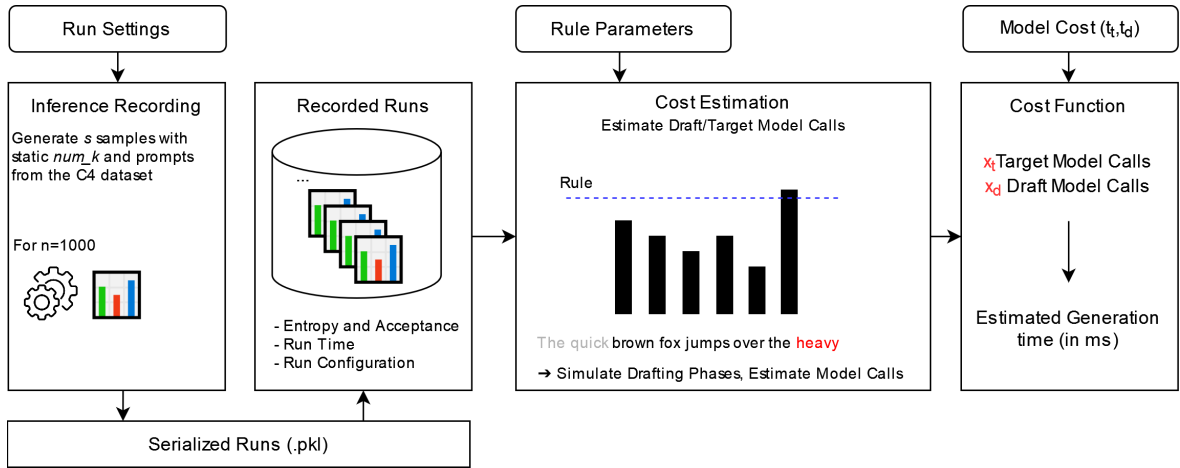 Run Settings
Inference Recording
Generate s samples with
static num_k and prompts
from the C4 dataset
For n=1000
Serialized Runs (.pkl)
Recorded Runs
...
- Entropy and Acceptance
- Run Time
- Run Configuration
Rule Parameters
Cost Estimation
Estimate Draft/Target Model Calls
Rule
The quick brown fox jumps over the heavy
➔ Simulate Drafting Phases, Estimate Model Calls
Model Cost (tt,td)
Cost Function
xt Target Model Calls
xd Draft Model Calls
Estimated Generation
time (in ms)